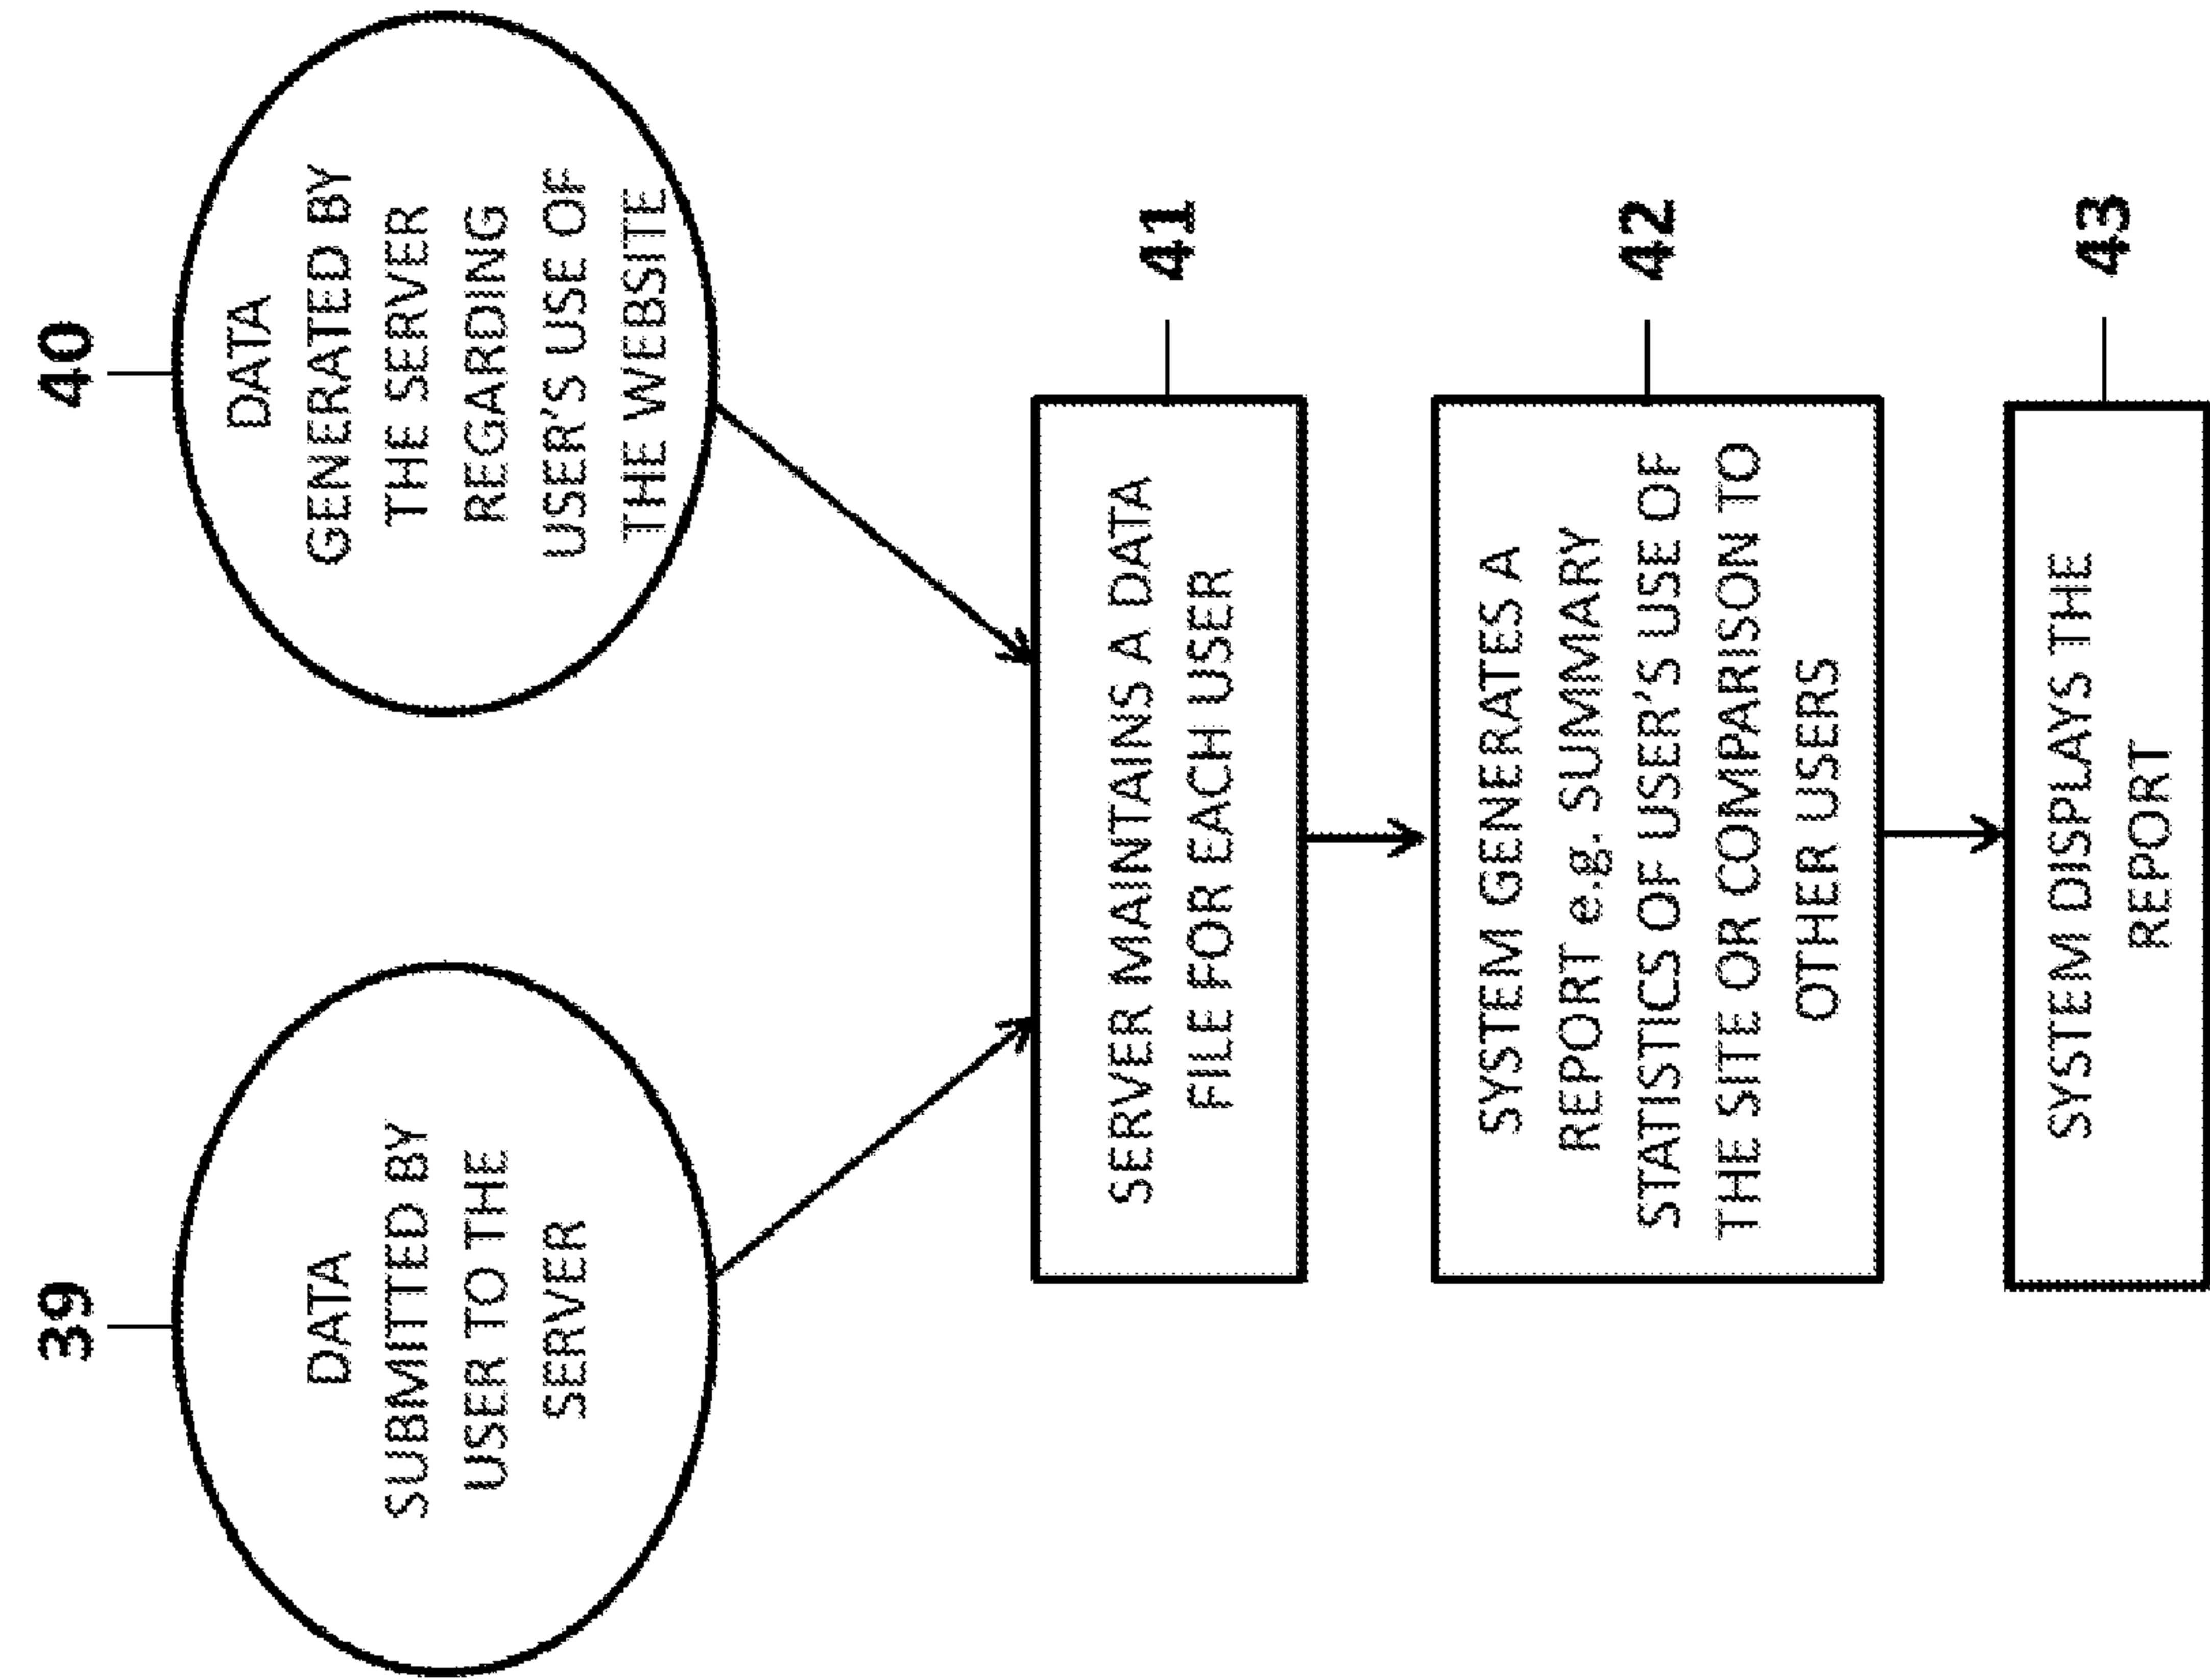 39
DATA
SUBMITTED BY
USER TO THE
SERVER
40
DATA
GENERATED BY
THE SERVER
REGARDING
USER'S USE OF
THE WEBSITE
SERVER MAINTAINS A DATA
FILE FOR EACH USER
41
SYSTEM GENERATES A
REPORT e.g. SUMMARY
STATISTICS OF USER'S USE OF
THE SITE OR COMPARISON TO
OTHER USERS
42
SYSTEM DISPLAYS THE
REPORT
43